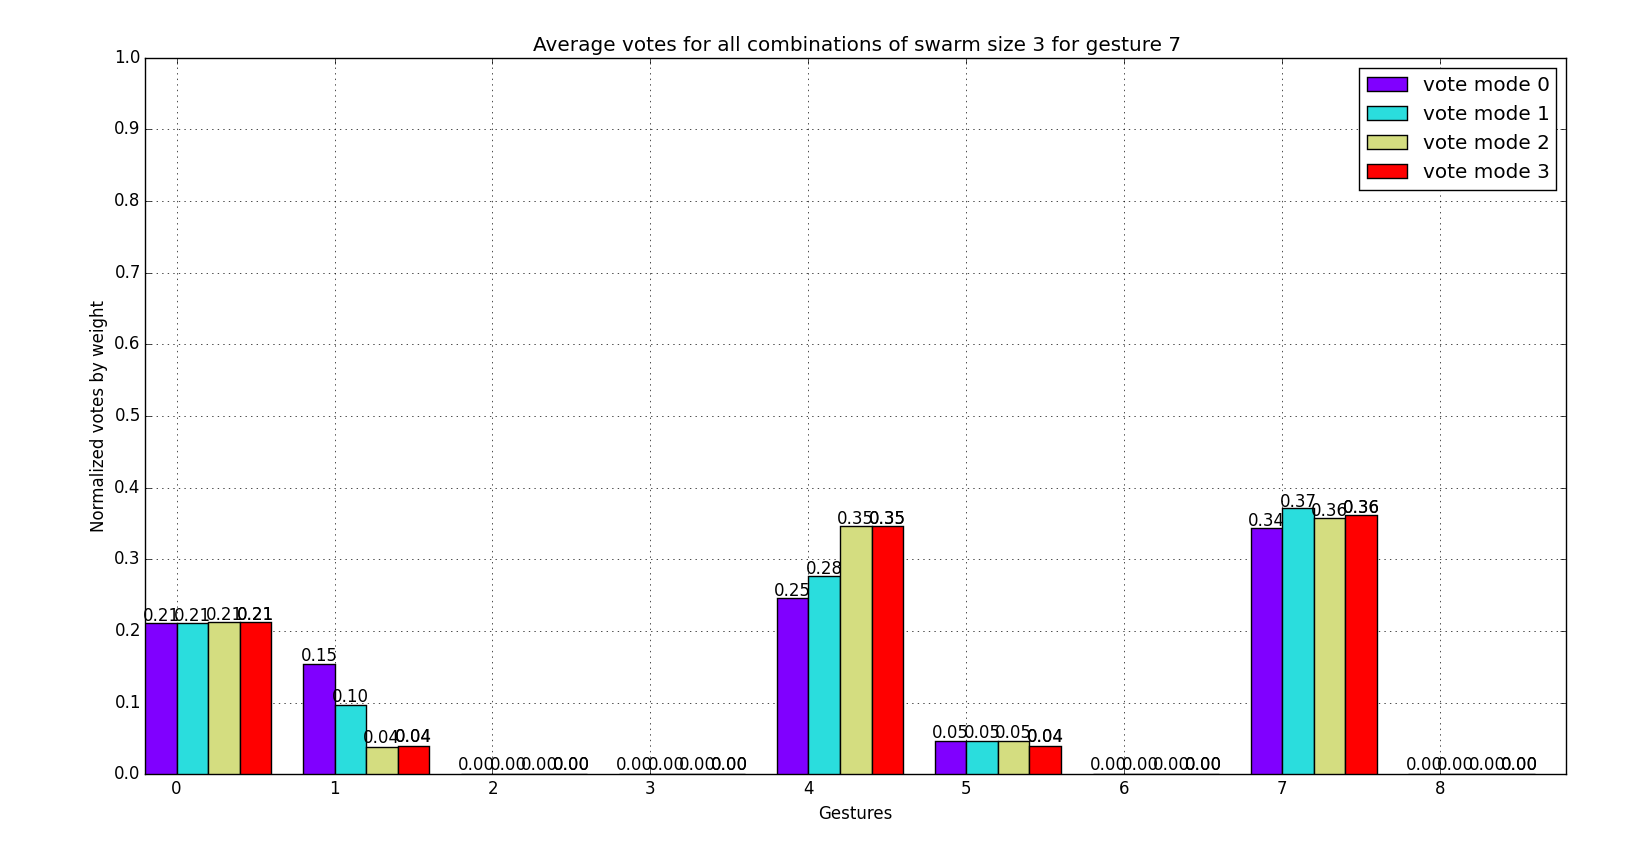 Average votes for all combinations of swarm size 3 for gesture 7
1.0
0.9
0.8
0.7
0.6
0.5
0.4
0.3
0.2
0.1
0.0
Normalized votes by weight
vote mode 0
vote mode 1
vote mode 2
vote mode 3
0.21 0.21 0.21 0.21
0.15 0.10 0.04 0.04
0.00 0.00 0.00 0.00
0.00 0.00 0.00 0.00
0.25 0.28 0.35 0.35
0.05 0.05 0.05 0.04
0.00 0.00 0.00 0.00
0.34 0.37 0.36 0.36
0.00 0.00 0.00 0.00
0 1 2 3 4 5 6 7 8
Gestures